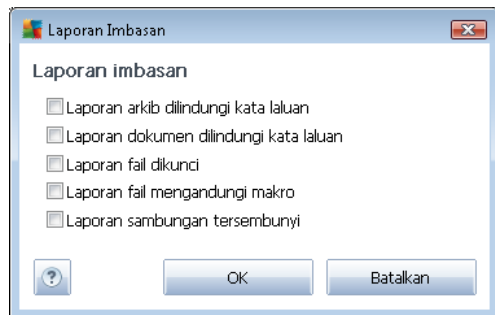 Laporan Imbasan
Laporan imbasan
Laporan arkib dilindungi kata laluan
Laporan dokumen dilindungi kata laluan
Laporan fail dikunci
Laporan fail mengandungi makro
Laporan sambungan tersembunyi
?
OK
Batalkan